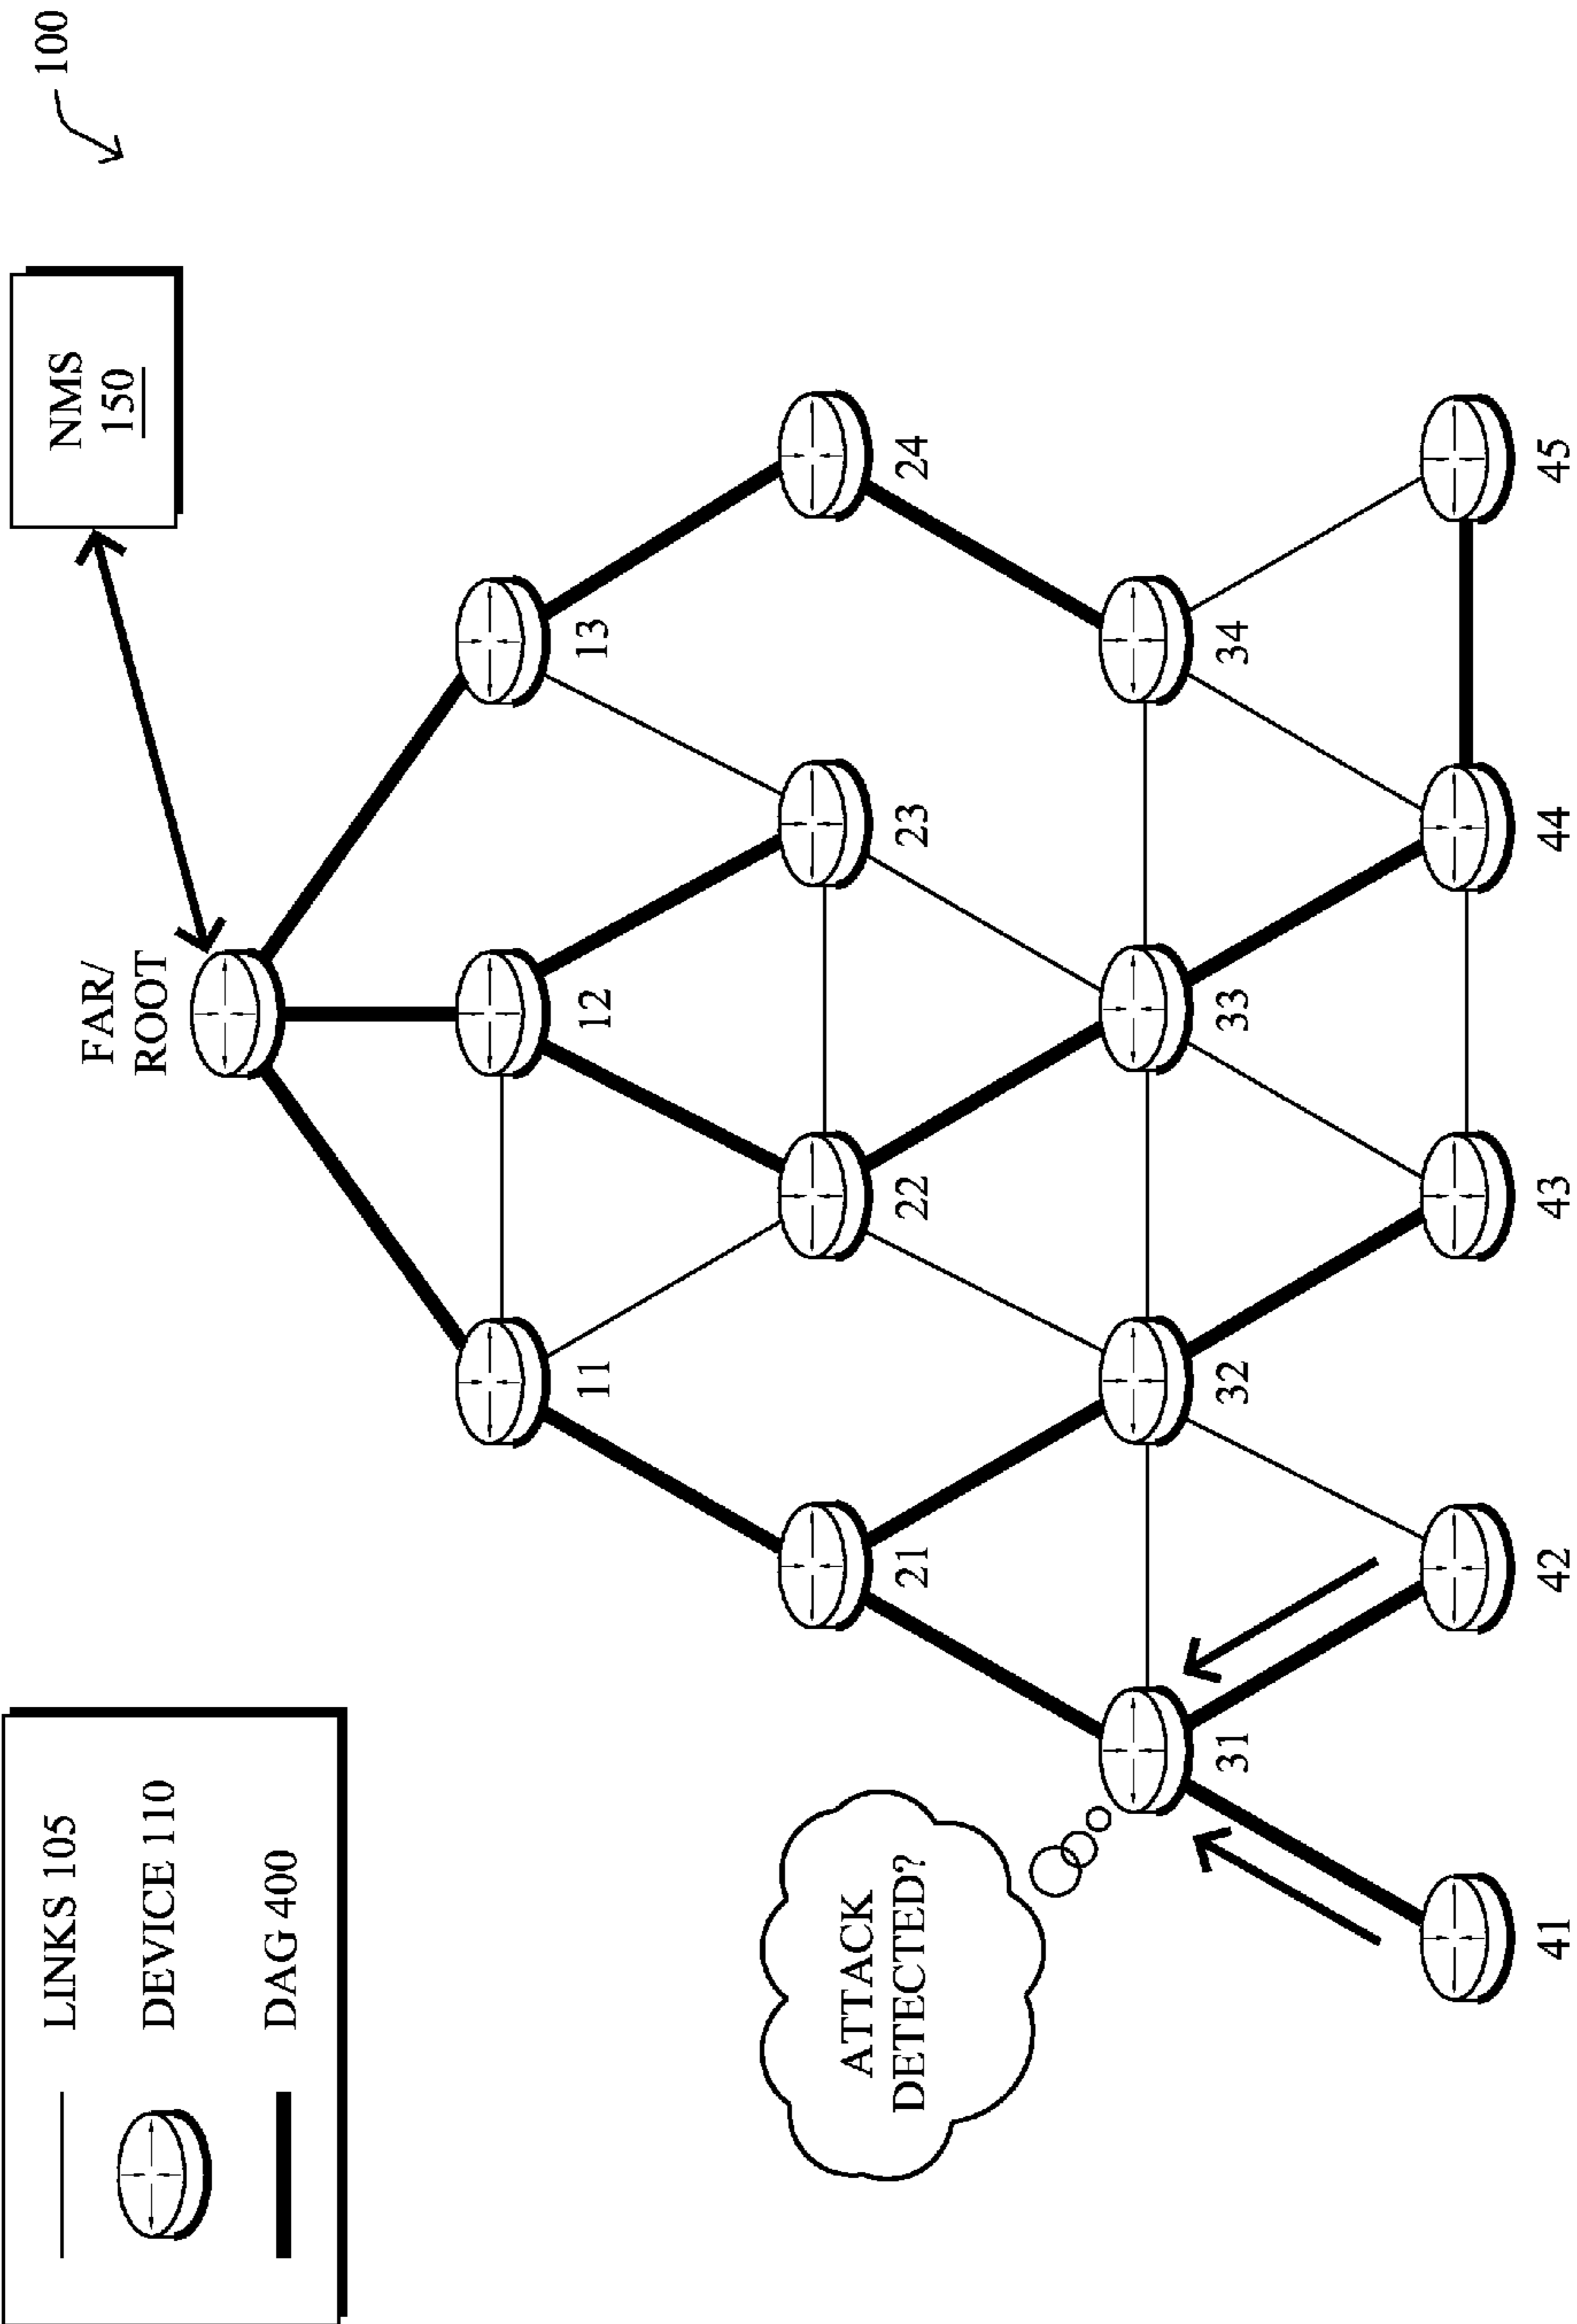 LINKS 105
DEVICE 110
DAG 400
FAR/
ROOT
NMS
150
100
11
12
13
21
22
23
24
ATTACK
DETECTED?
31
32
33
34
41
42
43
44
45